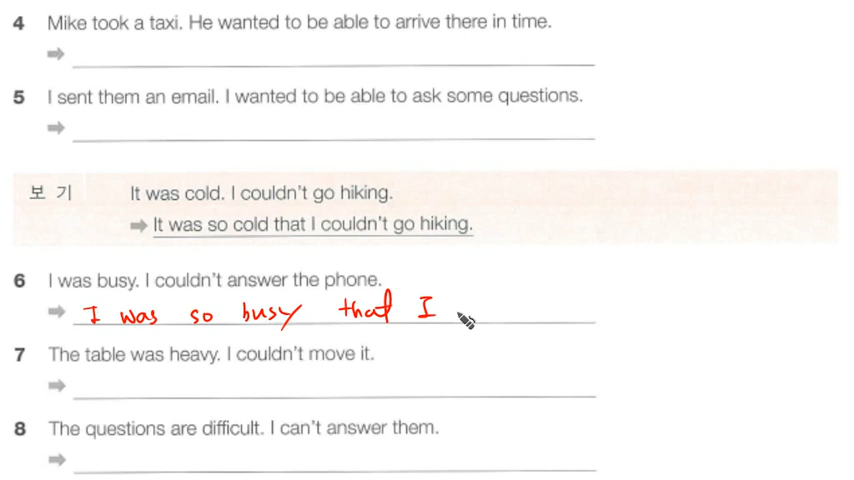 4 Mike took a taxi. He wanted to be able to arrive there in time.
➡
5 I sent them an email. I wanted to be able to ask some questions.
➡
보 기 It was cold. I couldn't go hiking.
➡ It was so cold that I couldn't go hiking.
6 I was busy. I couldn't answer the phone.
➡ I was so busy that I
7 The table was heavy. I couldn't move it.
➡
8 The questions are difficult. I can't answer them.
➡